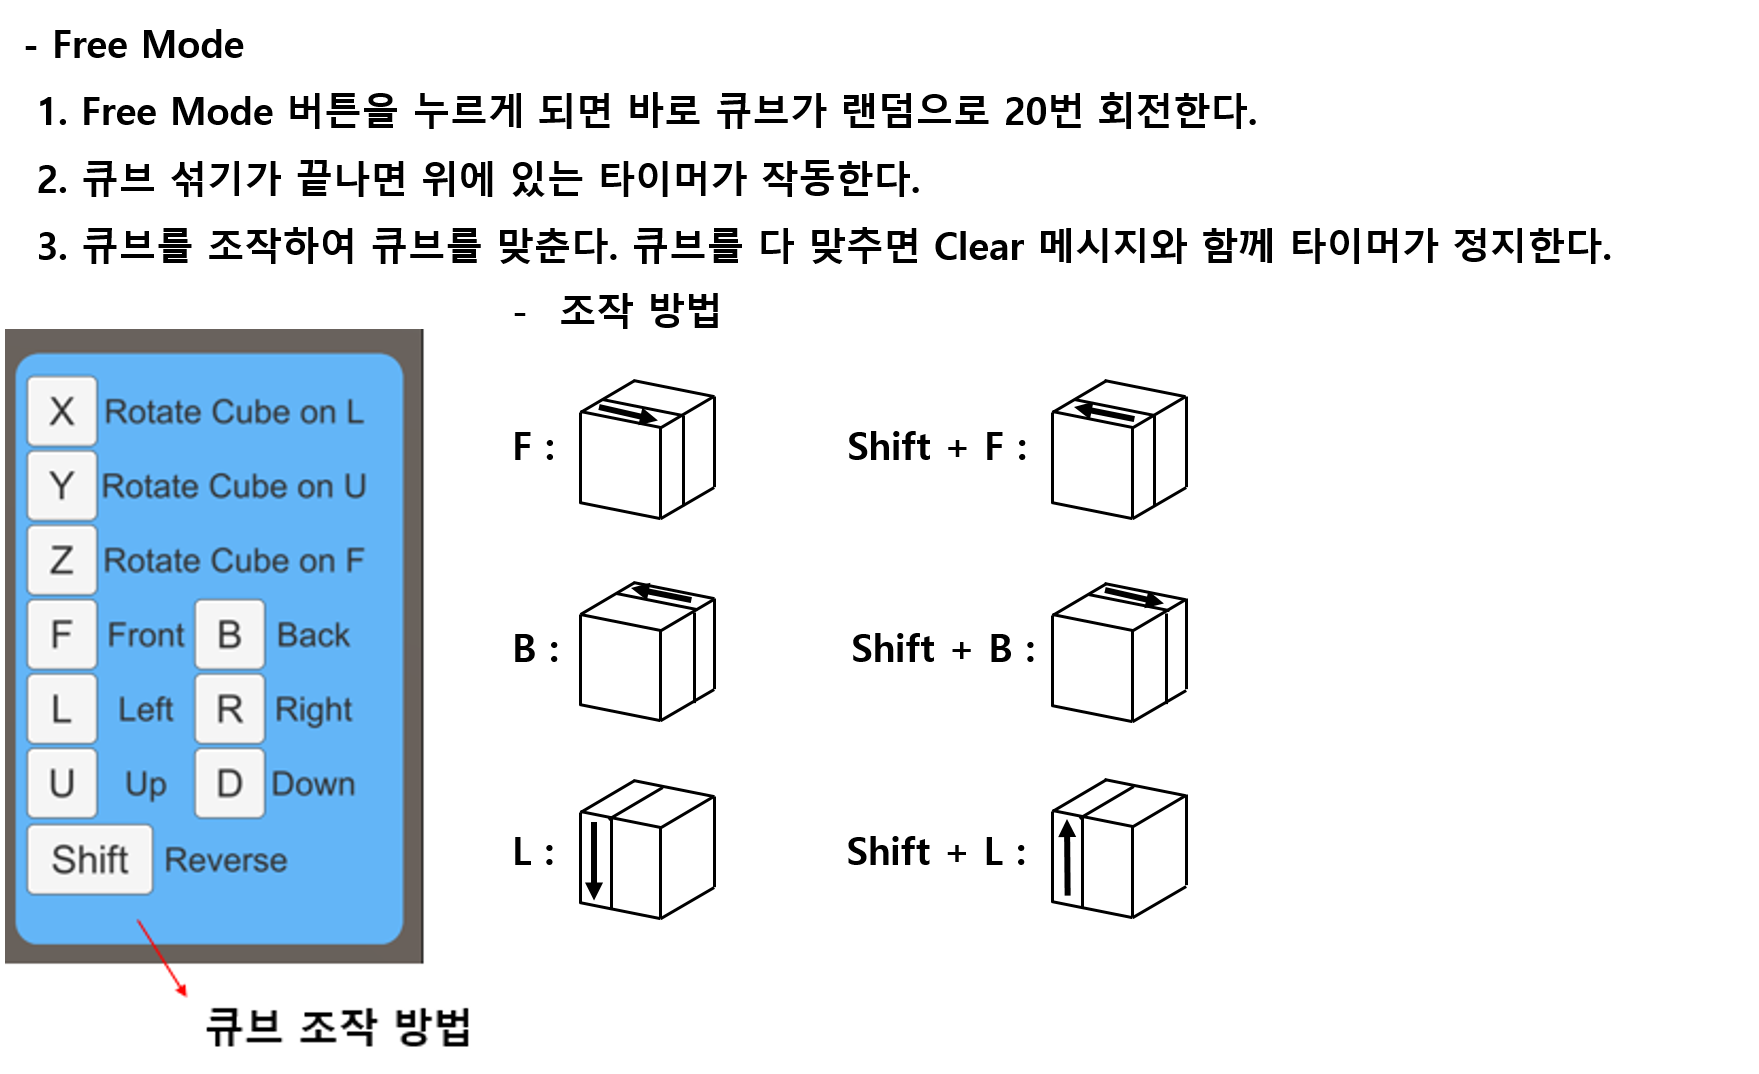 - Free Mode
1. Free Mode 버튼을 누르게 되면 바로 큐브가 랜덤으로 20번 회전한다.
2. 큐브 섞기가 끝나면 위에 있는 타이머가 작동한다.
3. 큐브를 조작하여 큐브를 맞춘다. 큐브를 다 맞추면 Clear 메시지와 함께 타이머가 정지한다.
- 조작 방법
X Rotate Cube on L
Y Rotate Cube on U
Z Rotate Cube on F
F Front B Back
L Left R Right
U Up D Down
Shift Reverse
큐브 조작 방법
F : Shift + F :
B : Shift + B :
L : Shift + L :